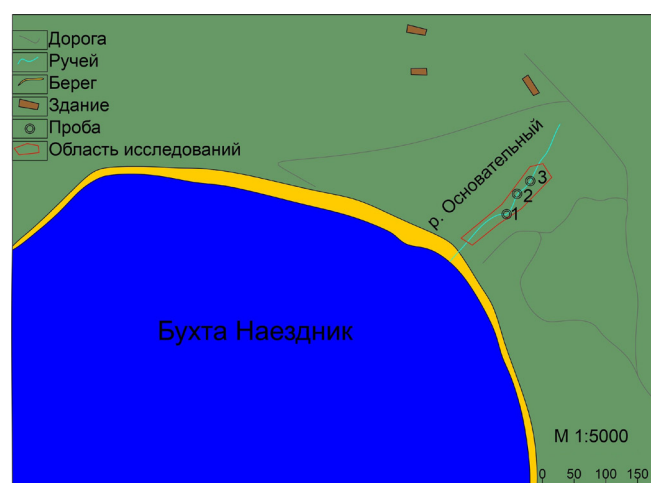 Дорога
Ручей
Берег
Здание
Проба
Область исследований
р. Основательный
3
2
1
Бухта Наездник
М 1:5000
0 50 100 150